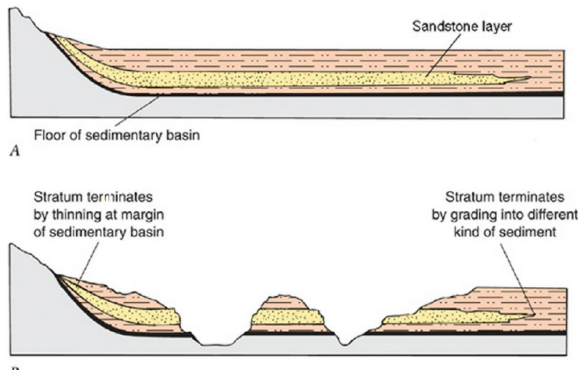 Sandstone layer
Floor of sedimentary basin
A
Stratum terminates
by thinning at margin
of sedimentary basin
Stratum terminates
by grading into different
kind of sediment